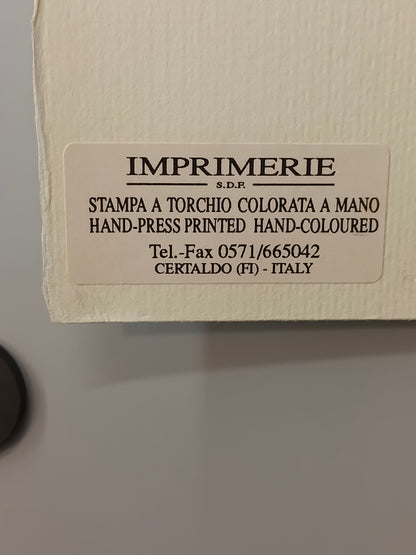 IMPRIMERIE
S.D.F.
STAMPA A TORCHIO COLORATA A MANO
HAND-PRESS PRINTED HAND-COLOURED
Tel.-Fax 0571/665042
CERTALDO (FI) - ITALY